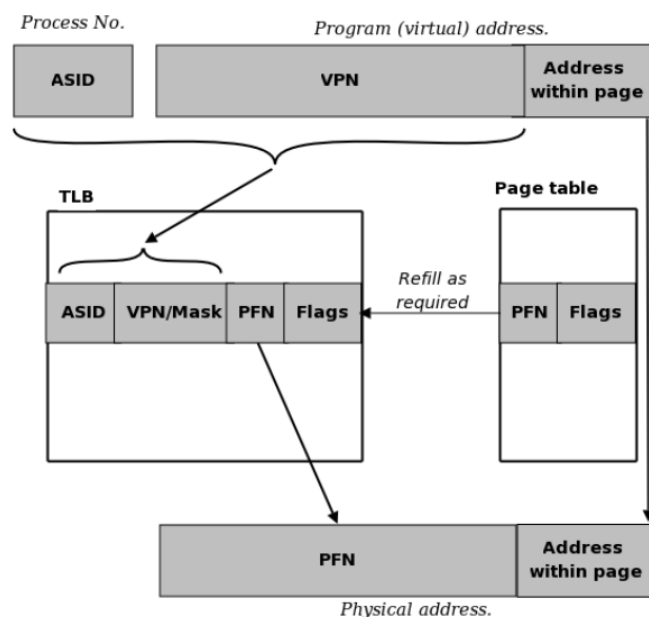 Process No.
Program (virtual) address.
ASID
VPN
Address
within page
TLB
Page table
ASID
VPN/Mask
PFN
Flags
Refill as
required
PFN
Flags
PFN
Address
within page
Physical address.